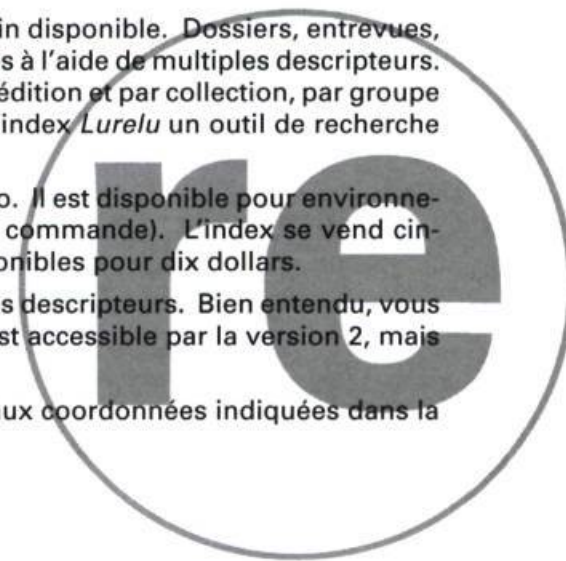 in disponible. Dossiers, entrevues,
s à l'aide de multiples descripteurs.
édition et par collection, par groupe
index Lurelu un outil de recherche
o. Il est disponible pour environne-
commande). L'index se vend cin-
onibles pour dix dollars.
s descripteurs. Bien entendu, vous
st accessible par la version 2, mais
aux coordonnées indiquées dans la
re